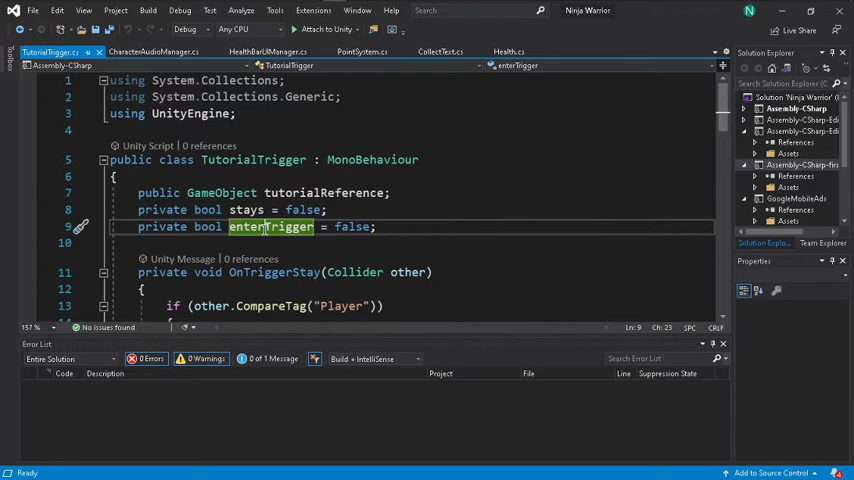 File Edit View Project Build Debug Test Analyze Tools Extensions Window Help Search Ninja Warrior N
Debug Any CPU Attach to Unity Live Share
Toolbox
TutorialTrigger.cs CharacterAudioManager.cs HealthBarUIManager.cs PointSystem.cs CollectText.cs Health.cs
Assembly-CSharp TutorialTrigger enterTrigger
1 using System.Collections;
2 using System.Collections.Generic;
3 using UnityEngine;
4
Unity Script | 0 references
5 public class TutorialTrigger : MonoBehaviour
6 {
7 public GameObject tutorialReference;
8 private bool stays = false;
9 private bool enterTrigger = false;
10
Unity Message | 0 references
11 private void OnTriggerStay(Collider other)
12 {
13 if (other.CompareTag("Player"))
157 % No issues found Ln: 9 Ch: 23 SPC CRLF
Error List
Entire Solution 0 Errors 0 Warnings 0 of 1 Message Build + IntelliSense Search Error List
Code Description Project File Line Suppression State
Solution Explorer
Search Solution Explorer
Solution 'Ninja Warrior'
Assembly-CSharp
Assembly-CSharp-Edi
Assembly-CSharp-Edi
References
Assets
Assembly-CSharp-firs
References
Assets
GoogleMobileAds
References
Assets
Solution Explo... Team Explorer
Properties
Ready Add to Source Control 4